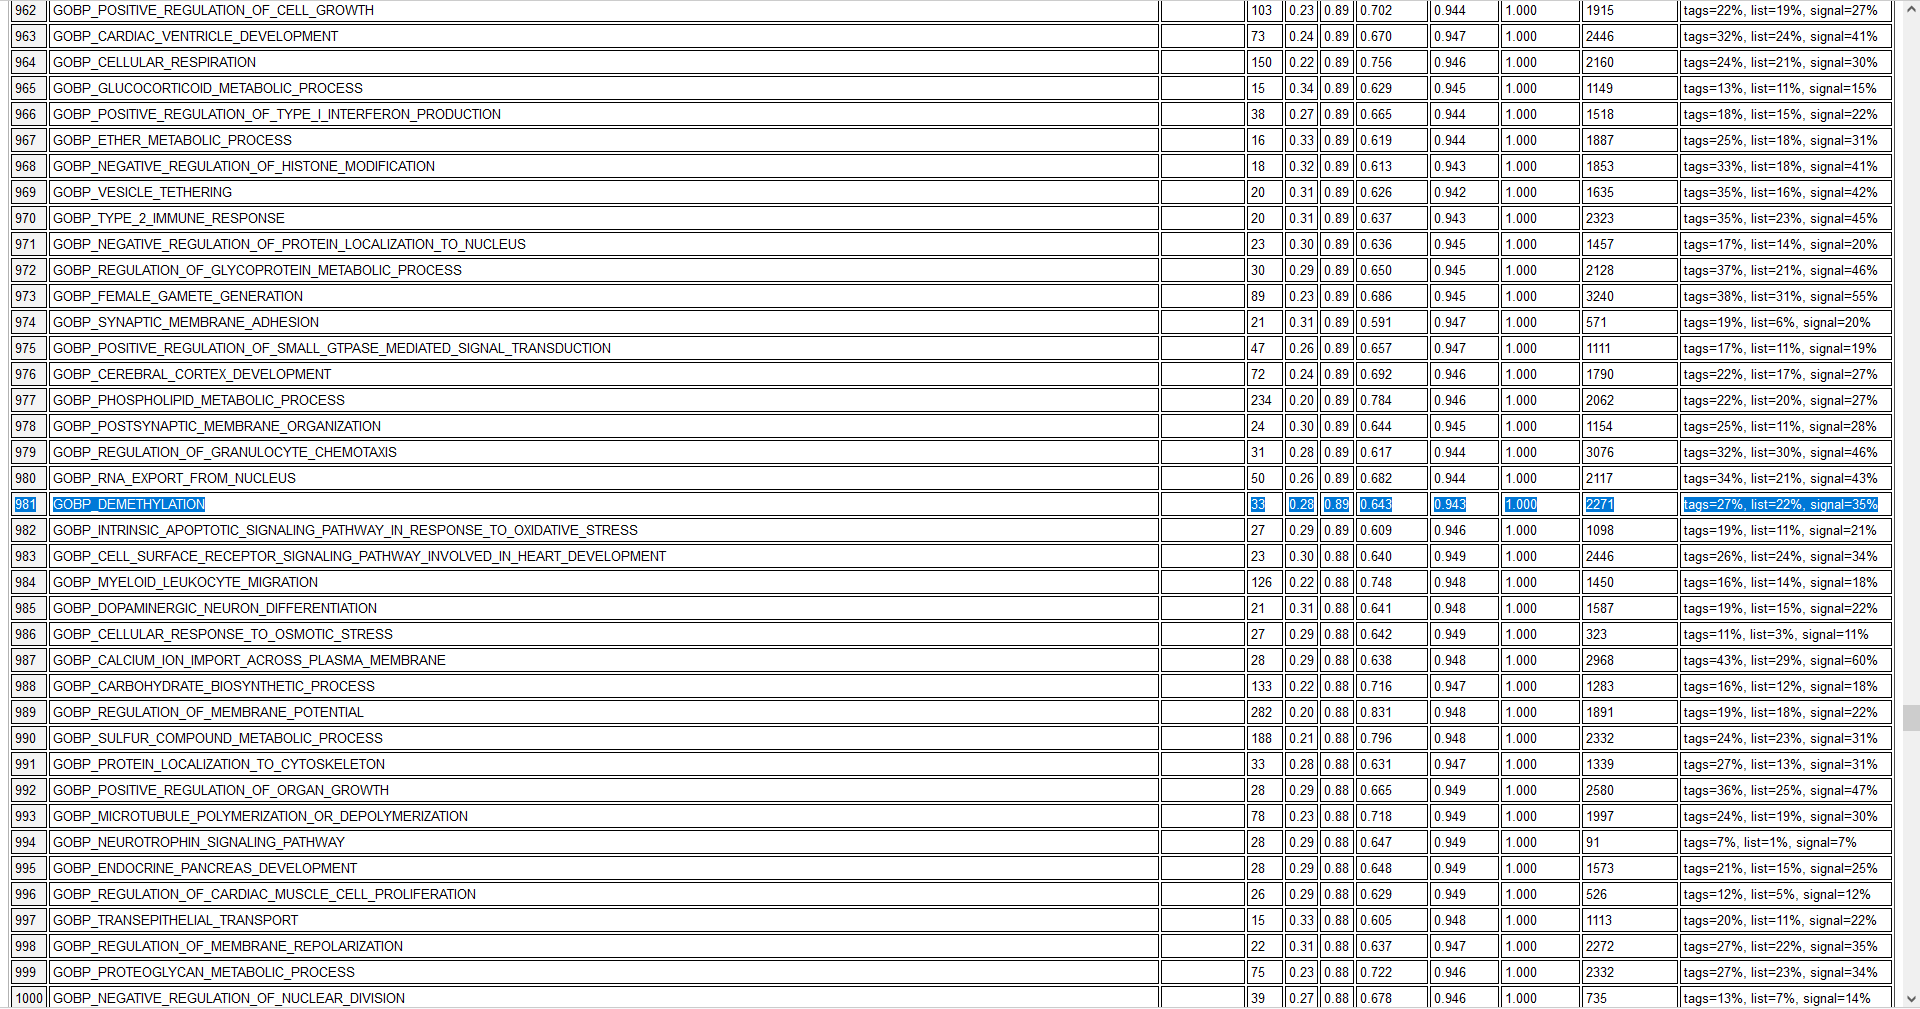 962 GOBP_POSITIVE_REGULATION_OF_CELL_GROWTH 103 0.23 0.89 0.702 0.944 1.000 1915 tags=22%, list=19%, signal=27%
963 GOBP_CARDIAC_VENTRICLE_DEVELOPMENT 73 0.24 0.89 0.670 0.947 1.000 2446 tags=32%, list=24%, signal=41%
964 GOBP_CELLULAR_RESPIRATION 150 0.22 0.89 0.756 0.946 1.000 2160 tags=24%, list=21%, signal=30%
965 GOBP_GLUCOCORTICOID_METABOLIC_PROCESS 15 0.34 0.89 0.629 0.945 1.000 1149 tags=13%, list=11%, signal=15%
966 GOBP_POSITIVE_REGULATION_OF_TYPE_I_INTERFERON_PRODUCTION 38 0.27 0.89 0.665 0.944 1.000 1518 tags=18%, list=15%, signal=22%
967 GOBP_ETHER_METABOLIC_PROCESS 16 0.33 0.89 0.619 0.944 1.000 1887 tags=25%, list=18%, signal=31%
968 GOBP_NEGATIVE_REGULATION_OF_HISTONE_MODIFICATION 18 0.32 0.89 0.613 0.943 1.000 1853 tags=33%, list=18%, signal=41%
969 GOBP_VESICLE_TETHERING 20 0.31 0.89 0.626 0.942 1.000 1635 tags=35%, list=16%, signal=42%
970 GOBP_TYPE_2_IMMUNE_RESPONSE 20 0.31 0.89 0.637 0.943 1.000 2323 tags=35%, list=23%, signal=45%
971 GOBP_NEGATIVE_REGULATION_OF_PROTEIN_LOCALIZATION_TO_NUCLEUS 23 0.30 0.89 0.636 0.945 1.000 1457 tags=17%, list=14%, signal=20%
972 GOBP_REGULATION_OF_GLYCOPROTEIN_METABOLIC_PROCESS 30 0.29 0.89 0.650 0.945 1.000 2128 tags=37%, list=21%, signal=46%
973 GOBP_FEMALE_GAMETE_GENERATION 89 0.23 0.89 0.686 0.945 1.000 3240 tags=38%, list=31%, signal=55%
974 GOBP_SYNAPTIC_MEMBRANE_ADHESION 21 0.31 0.89 0.591 0.947 1.000 571 tags=19%, list=6%, signal=20%
975 GOBP_POSITIVE_REGULATION_OF_SMALL_GTPASE_MEDIATED_SIGNAL_TRANSDUCTION 47 0.26 0.89 0.657 0.947 1.000 1111 tags=17%, list=11%, signal=19%
976 GOBP_CEREBRAL_CORTEX_DEVELOPMENT 72 0.24 0.89 0.692 0.946 1.000 1790 tags=22%, list=17%, signal=27%
977 GOBP_PHOSPHOLIPID_METABOLIC_PROCESS 234 0.20 0.89 0.784 0.946 1.000 2062 tags=22%, list=20%, signal=27%
978 GOBP_POSTSYNAPTIC_MEMBRANE_ORGANIZATION 24 0.30 0.89 0.644 0.945 1.000 1154 tags=25%, list=11%, signal=28%
979 GOBP_REGULATION_OF_GRANULOCYTE_CHEMOTAXIS 31 0.28 0.89 0.617 0.944 1.000 3076 tags=32%, list=30%, signal=46%
980 GOBP_RNA_EXPORT_FROM_NUCLEUS 50 0.26 0.89 0.682 0.944 1.000 2117 tags=34%, list=21%, signal=43%
981 GOBP_DEMETHYLATION 33 0.28 0.89 0.643 0.943 1.000 2271 tags=27%, list=22%, signal=35%
982 GOBP_INTRINSIC_APOPTOTIC_SIGNALING_PATHWAY_IN_RESPONSE_TO_OXIDATIVE_STRESS 27 0.29 0.89 0.609 0.946 1.000 1098 tags=19%, list=11%, signal=21%
983 GOBP_CELL_SURFACE_RECEPTOR_SIGNALING_PATHWAY_INVOLVED_IN_HEART_DEVELOPMENT 23 0.30 0.88 0.640 0.949 1.000 2446 tags=26%, list=24%, signal=34%
984 GOBP_MYELOID_LEUKOCYTE_MIGRATION 126 0.22 0.88 0.748 0.948 1.000 1450 tags=16%, list=14%, signal=18%
985 GOBP_DOPAMINERGIC_NEURON_DIFFERENTIATION 21 0.31 0.88 0.641 0.948 1.000 1587 tags=19%, list=15%, signal=22%
986 GOBP_CELLULAR_RESPONSE_TO_OSMOTIC_STRESS 27 0.29 0.88 0.642 0.949 1.000 323 tags=11%, list=3%, signal=11%
987 GOBP_CALCIUM_ION_IMPORT_ACROSS_PLASMA_MEMBRANE 28 0.29 0.88 0.638 0.948 1.000 2968 tags=43%, list=29%, signal=60%
988 GOBP_CARBOHYDRATE_BIOSYNTHETIC_PROCESS 133 0.22 0.88 0.716 0.947 1.000 1283 tags=16%, list=12%, signal=18%
989 GOBP_REGULATION_OF_MEMBRANE_POTENTIAL 282 0.20 0.88 0.831 0.948 1.000 1891 tags=19%, list=18%, signal=22%
990 GOBP_SULFUR_COMPOUND_METABOLIC_PROCESS 188 0.21 0.88 0.796 0.948 1.000 2332 tags=24%, list=23%, signal=31%
991 GOBP_PROTEIN_LOCALIZATION_TO_CYTOSKELETON 33 0.28 0.88 0.631 0.947 1.000 1339 tags=27%, list=13%, signal=31%
992 GOBP_POSITIVE_REGULATION_OF_ORGAN_GROWTH 28 0.29 0.88 0.665 0.949 1.000 2580 tags=36%, list=25%, signal=47%
993 GOBP_MICROTUBULE_POLYMERIZATION_OR_DEPOLYMERIZATION 78 0.23 0.88 0.718 0.949 1.000 1997 tags=24%, list=19%, signal=30%
994 GOBP_NEUROTROPHIN_SIGNALING_PATHWAY 28 0.29 0.88 0.647 0.949 1.000 91 tags=7%, list=1%, signal=7%
995 GOBP_ENDOCRINE_PANCREAS_DEVELOPMENT 28 0.29 0.88 0.648 0.949 1.000 1573 tags=21%, list=15%, signal=25%
996 GOBP_REGULATION_OF_CARDIAC_MUSCLE_CELL_PROLIFERATION 26 0.29 0.88 0.629 0.949 1.000 526 tags=12%, list=5%, signal=12%
997 GOBP_TRANSEPITHELIAL_TRANSPORT 15 0.33 0.88 0.605 0.948 1.000 1113 tags=20%, list=11%, signal=22%
998 GOBP_REGULATION_OF_MEMBRANE_REPOLARIZATION 22 0.31 0.88 0.637 0.947 1.000 2272 tags=27%, list=22%, signal=35%
999 GOBP_PROTEOGLYCAN_METABOLIC_PROCESS 75 0.23 0.88 0.722 0.946 1.000 2332 tags=27%, list=23%, signal=34%
1000 GOBP_NEGATIVE_REGULATION_OF_NUCLEAR_DIVISION 39 0.27 0.88 0.678 0.946 1.000 735 tags=13%, list=7%, signal=14%